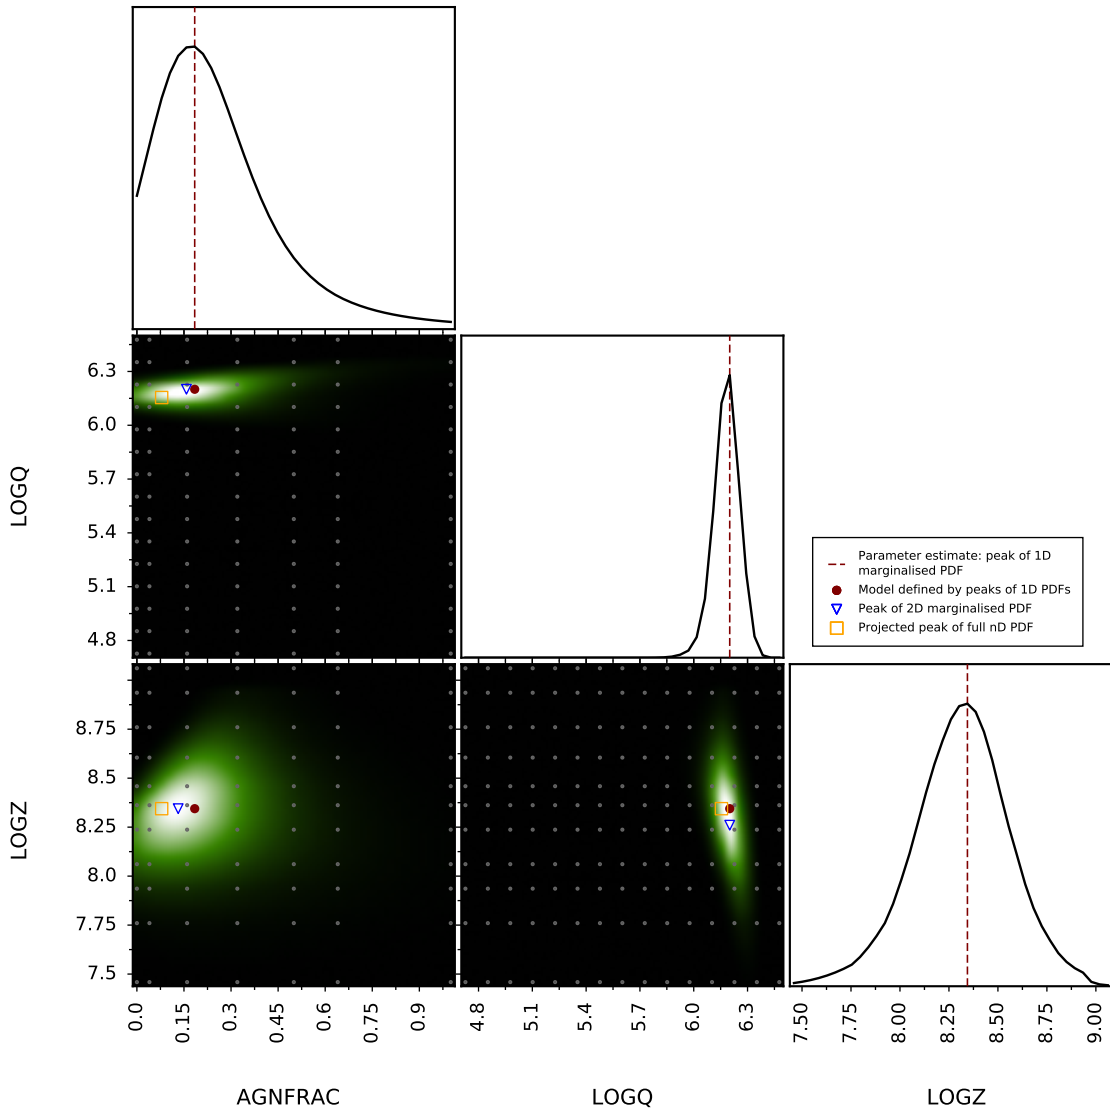 6.3
6.0
5.7
5.4
5.1
4.8
LOGQ
Parameter estimate: peak of 1D
marginalised PDF
Model defined by peaks of 1D PDFs
Peak of 2D marginalised PDF
Projected peak of full nD PDF
8.75
8.5
8.25
8.0
7.75
7.5
LOGZ
0.0 0.15 0.3 0.45 0.6 0.75 0.9
4.8 5.1 5.4 5.7 6.0 6.3
7.50 7.75 8.00 8.25 8.50 8.75 9.00
AGNFRAC LOGQ LOGZ